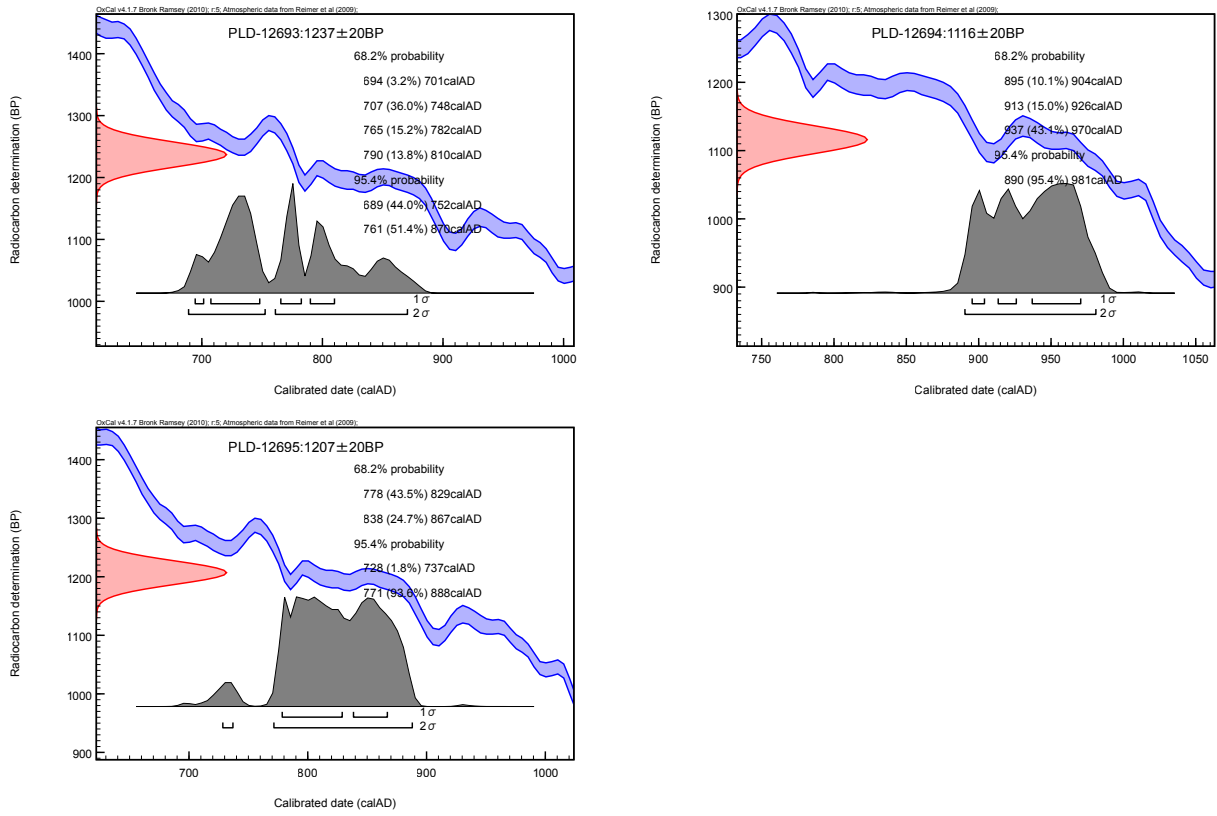 OxCal v4.1.7 Bronk Ramsey (2010); r:5; Atmospheric data from Reimer et al (2009);
PLD-12693:1237±20BP
68.2% probability
694 (3.2%) 701calAD
707 (36.0%) 748calAD
765 (15.2%) 782calAD
790 (13.8%) 810calAD
95.4% probability
689 (44.0%) 752calAD
761 (51.4%) 870calAD
1σ
2σ
Radiocarbon determination (BP)
1400
1300
1200
1100
1000
700 800 900 1000
Calibrated date (calAD)
OxCal v4.1.7 Bronk Ramsey (2010); r:5; Atmospheric data from Reimer et al (2009);
PLD-12694:1116±20BP
68.2% probability
895 (10.1%) 904calAD
913 (15.0%) 926calAD
937 (43.1%) 970calAD
95.4% probability
890 (95.4%) 981calAD
1σ
2σ
Radiocarbon determination (BP)
1300
1200
1100
1000
900
750 800 850 900 950 1000 1050
Calibrated date (calAD)
OxCal v4.1.7 Bronk Ramsey (2010); r:5; Atmospheric data from Reimer et al (2009);
PLD-12695:1207±20BP
68.2% probability
778 (43.5%) 829calAD
838 (24.7%) 867calAD
95.4% probability
728 (1.8%) 737calAD
771 (93.6%) 888calAD
1σ
2σ
Radiocarbon determination (BP)
1400
1300
1200
1100
1000
900
700 800 900 1000
Calibrated date (calAD)